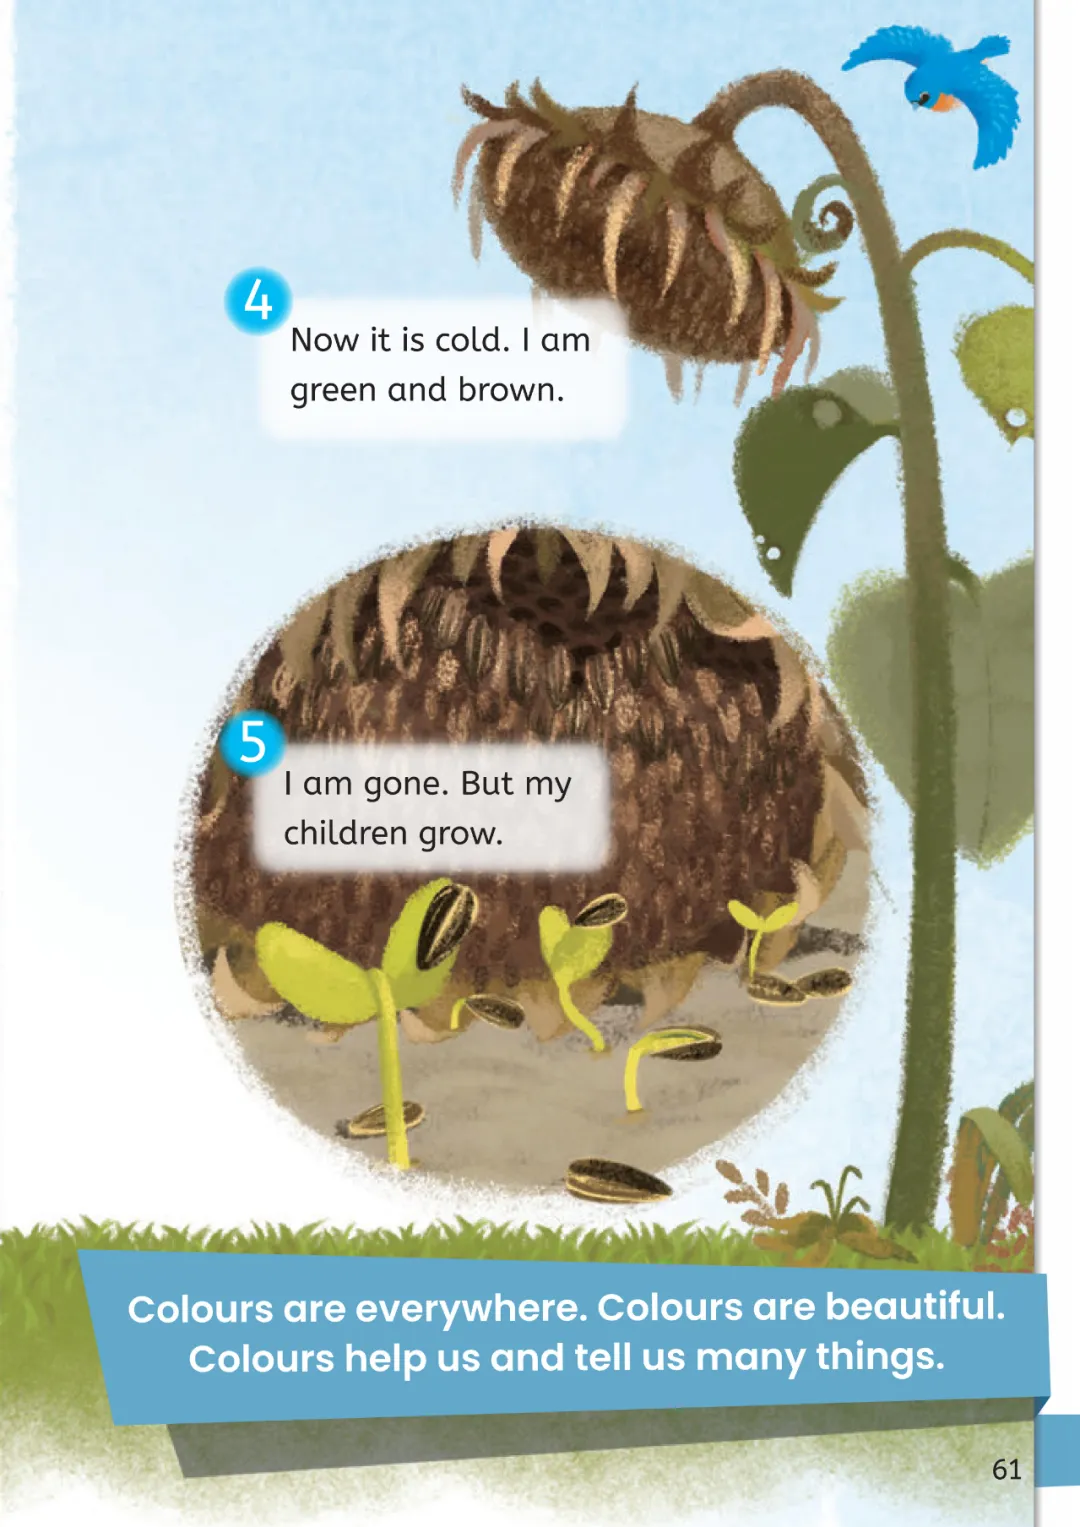 4
Now it is cold. I am
green and brown.
5
I am gone. But my
children grow.
Colours are everywhere. Colours are beautiful.
Colours help us and tell us many things.
61